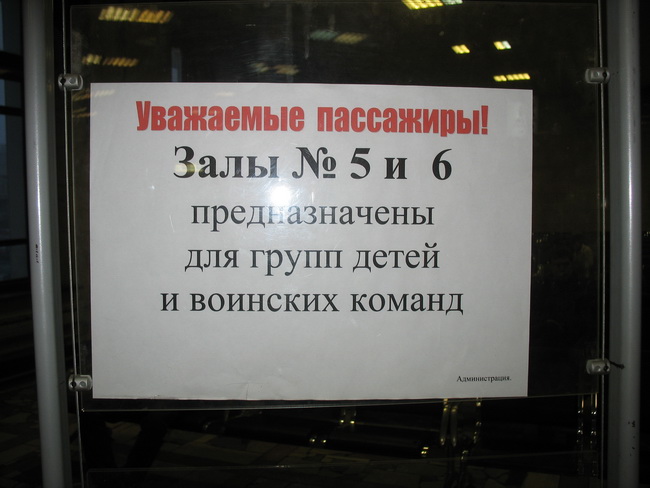 Уважаемые пассажиры!
Залы № 5 и 6
предназначены
для групп детей
и воинских команд
Администрация.